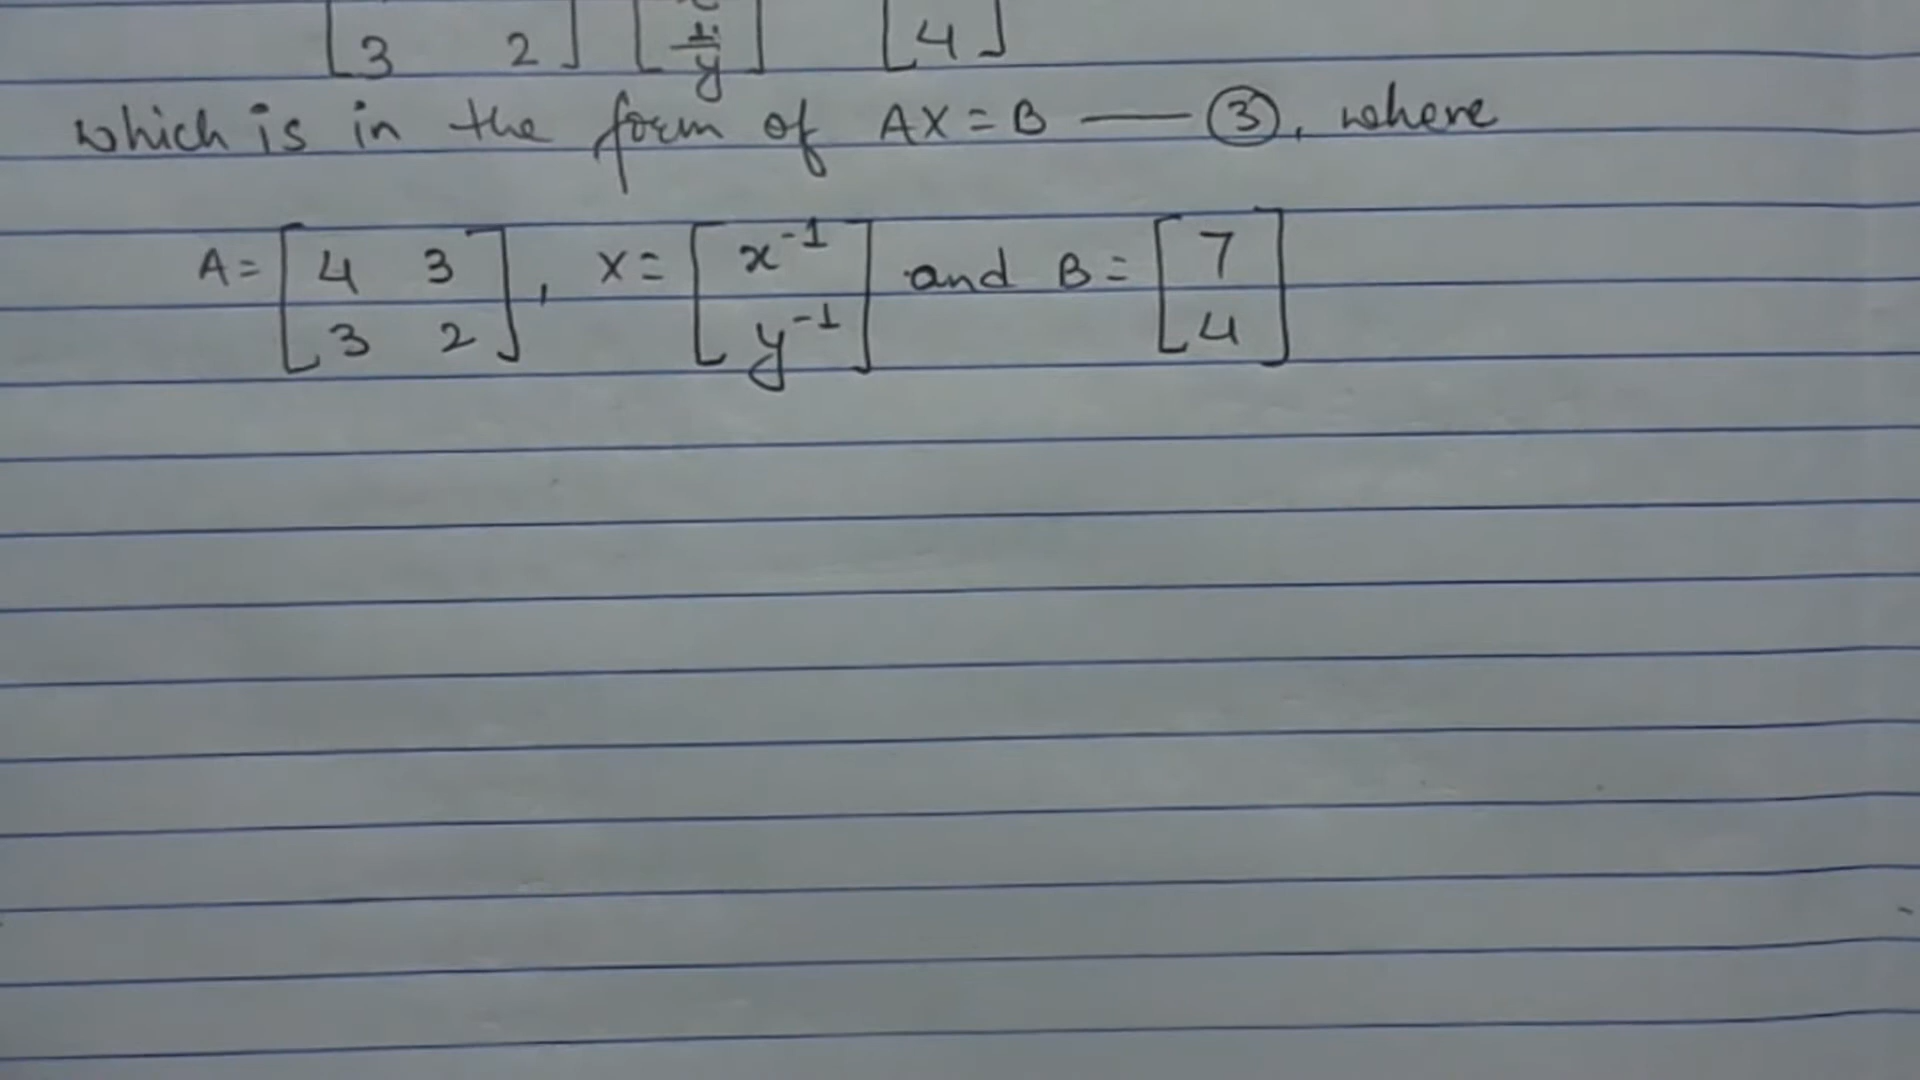 [3 2] [1/y] [4]
which is in the form of AX=B — ③, where
A= [4 3], X= [x⁻¹] and B= [7]
[3 2] [y⁻¹] [4]